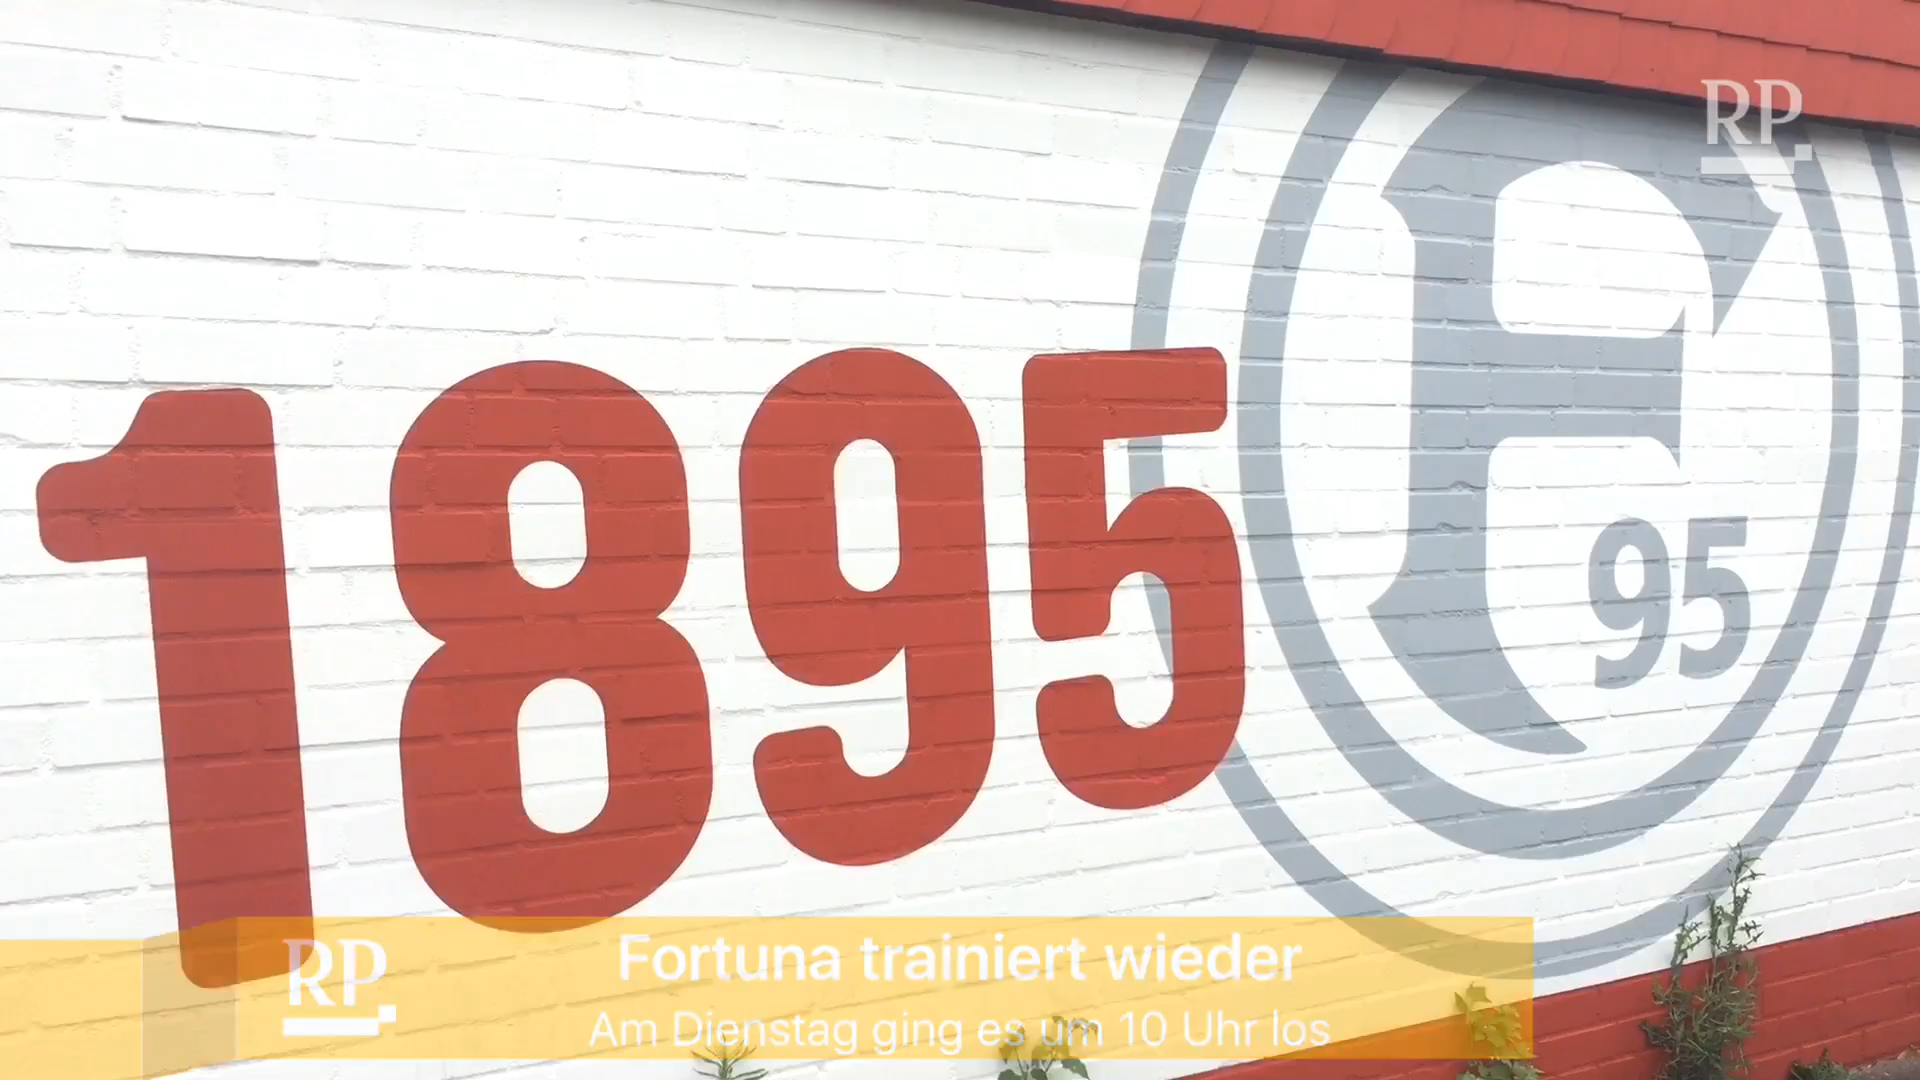 RP.
1895
F
95
RP.
Fortuna trainiert wieder
Am Dienstag ging es um 10 Uhr los